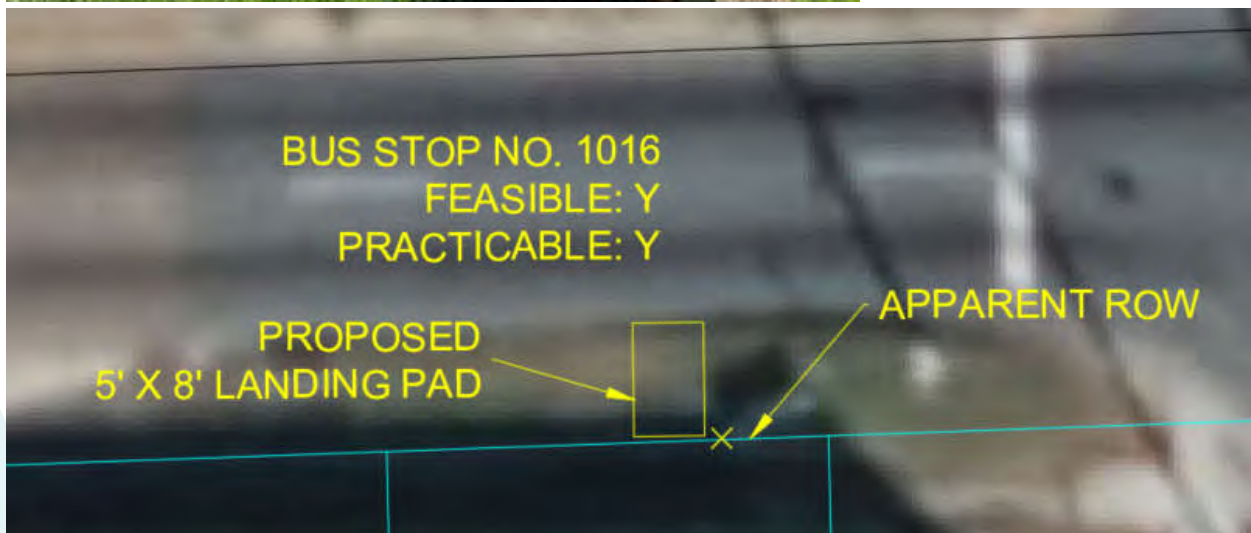 BUS STOP NO. 1016
FEASIBLE: Y
PRACTICABLE: Y
APPARENT ROW
PROPOSED
5' X 8' LANDING PAD